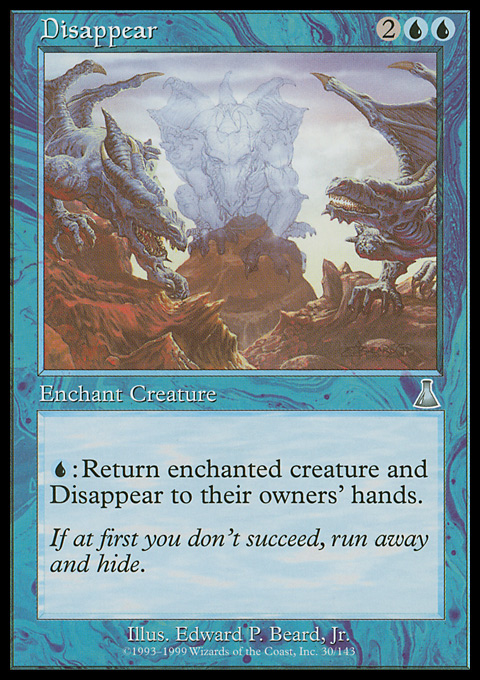 Disappear 2
Enchant Creature
:Return enchanted creature and
Disappear to their owners' hands.
If at first you don't succeed, run away
and hide.
Illus. Edward P. Beard, Jr.
©1993–1999 Wizards of the Coast, Inc. 30/143